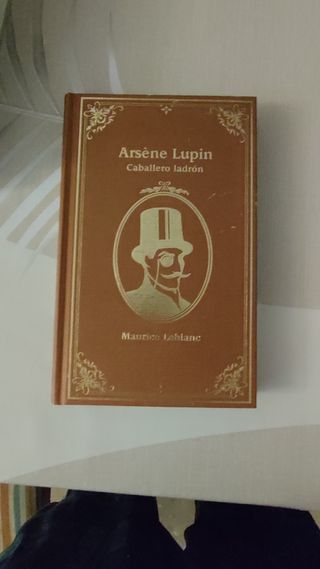 Arsène Lupin
Caballero ladrón
Maurice Leblanc